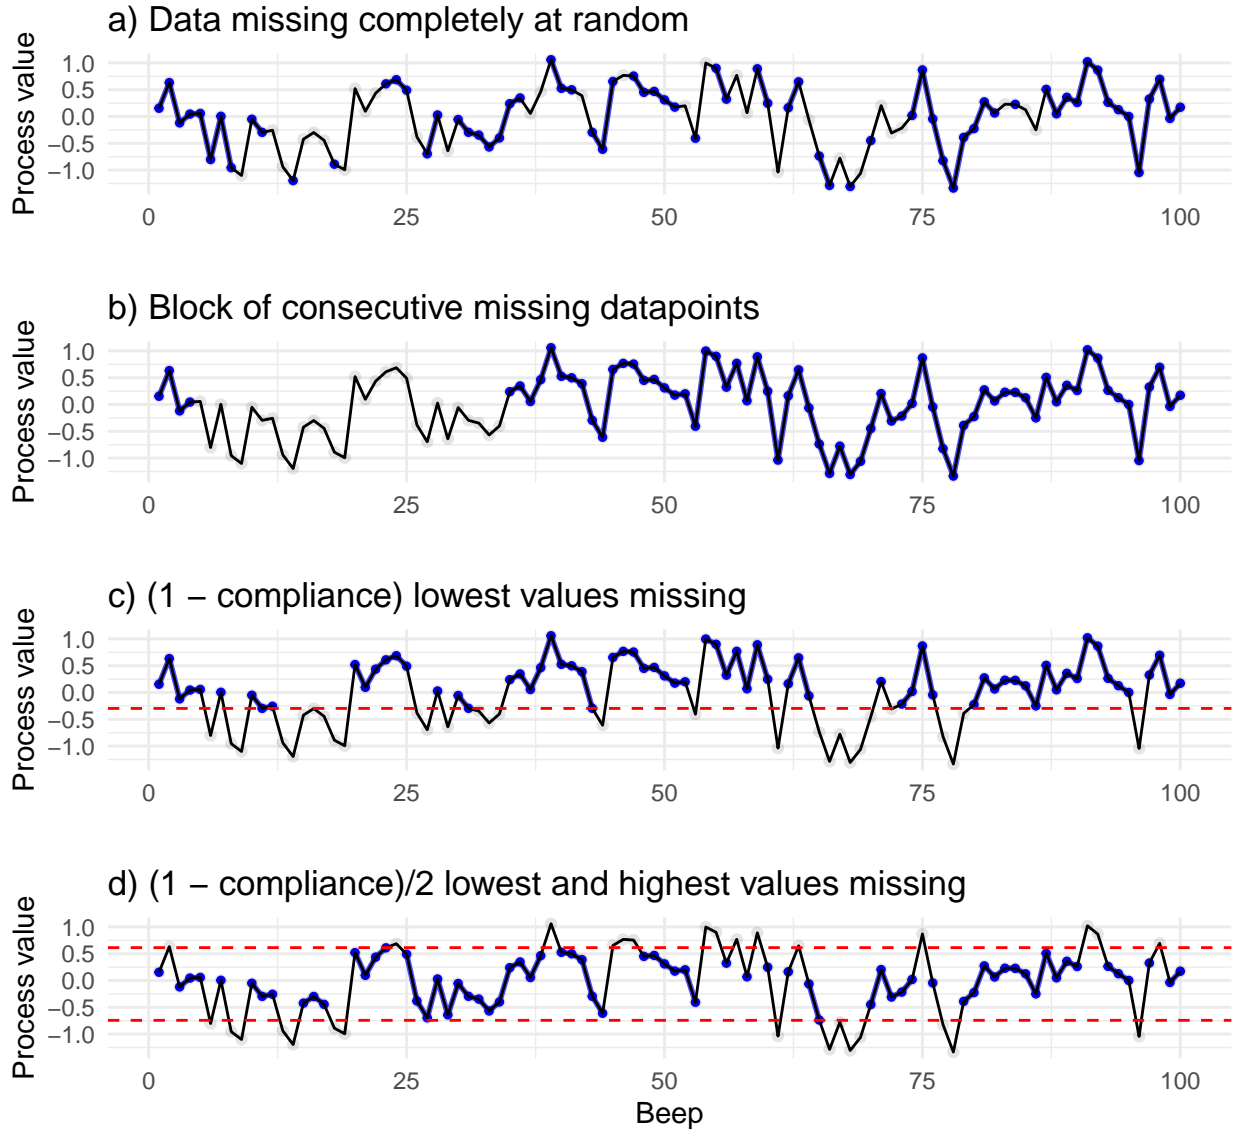 a) Data missing completely at random
Process value
1.0
0.5
0.0
−0.5
−1.0
0 25 50 75 100
b) Block of consecutive missing datapoints
Process value
1.0
0.5
0.0
−0.5
−1.0
0 25 50 75 100
c) (1 − compliance) lowest values missing
Process value
1.0
0.5
0.0
−0.5
−1.0
0 25 50 75 100
d) (1 − compliance)/2 lowest and highest values missing
Process value
1.0
0.5
0.0
−0.5
−1.0
0 25 50 75 100
Beep